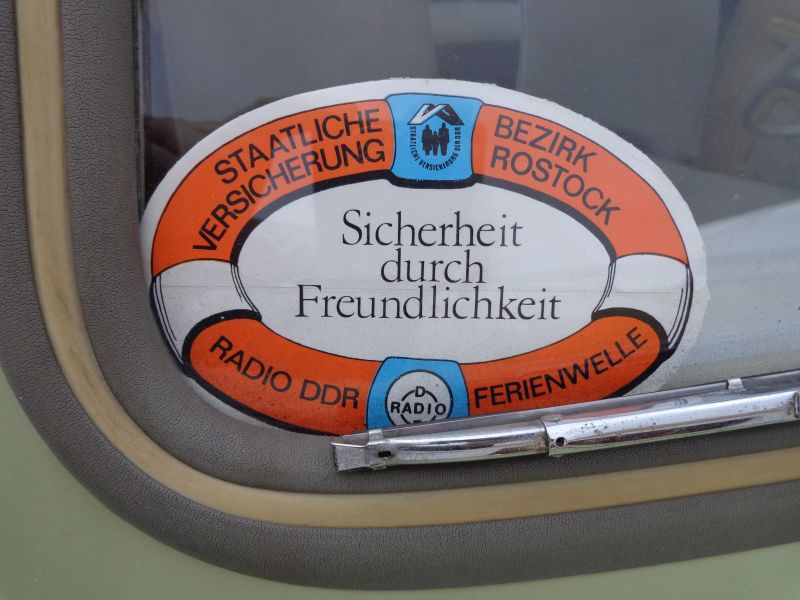 STAATLICHE
VERSICHERUNG
STAATLICHE VERSICHERUNG DER DDR
BEZIRK
ROSTOCK
Sicherheit
durch
Freundlichkeit
RADIO DDR
D
RADIO
FERIENWELLE